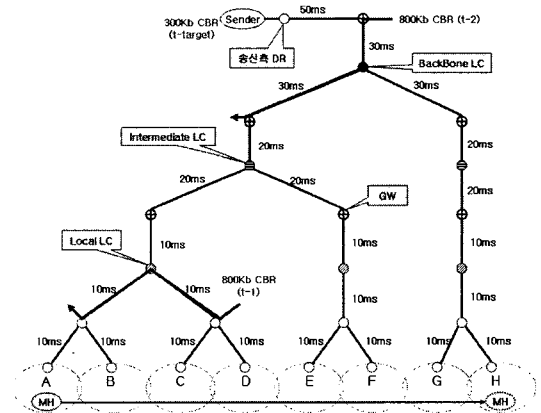 300Kb CBR
(t-target)
Sender
50ms
800Kb CBR (t-2)
송신측 DR
30ms
BackBone LC
30ms
30ms
Intermediate LC
20ms
20ms
20ms
20ms
20ms
GW
Local LC
10ms
10ms
10ms
10ms
10ms
800Kb CBR
(t-1)
10ms
10ms
10ms
10ms
10ms
10ms
10ms
10ms
10ms
10ms
A
B
C
D
E
F
G
H
MH
MH